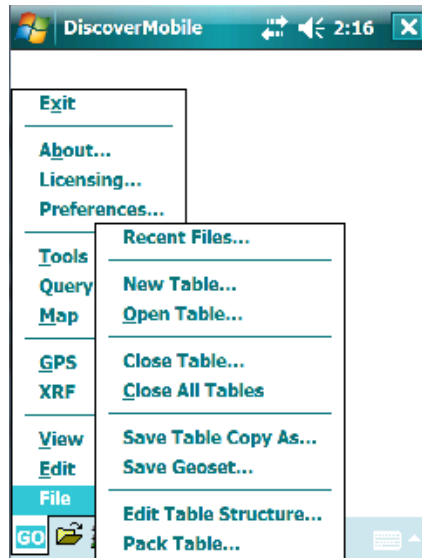 DiscoverMobile 2:16
Exit
About...
Licensing...
Preferences...
Tools
Query
Map
GPS
XRF
View
Edit
File
GO
Recent Files...
New Table...
Open Table...
Close Table...
Close All Tables
Save Table Copy As...
Save Geoset...
Edit Table Structure...
Pack Table...